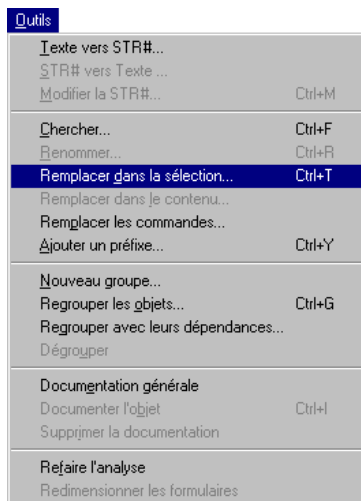 Outils
Texte vers STR#...
STR# vers Texte ...
Modifier la STR#... Ctrl+M
Chercher... Ctrl+F
Renommer... Ctrl+R
Remplacer dans la sélection... Ctrl+T
Remplacer dans le contenu...
Remplacer les commandes...
Ajouter un préfixe... Ctrl+Y
Nouveau groupe...
Regrouper les objets... Ctrl+G
Regrouper avec leurs dépendances...
Dégrouper
Documentation générale
Documenter l'objet Ctrl+I
Supprimer la documentation
Refaire l'analyse
Redimensionner les formulaires